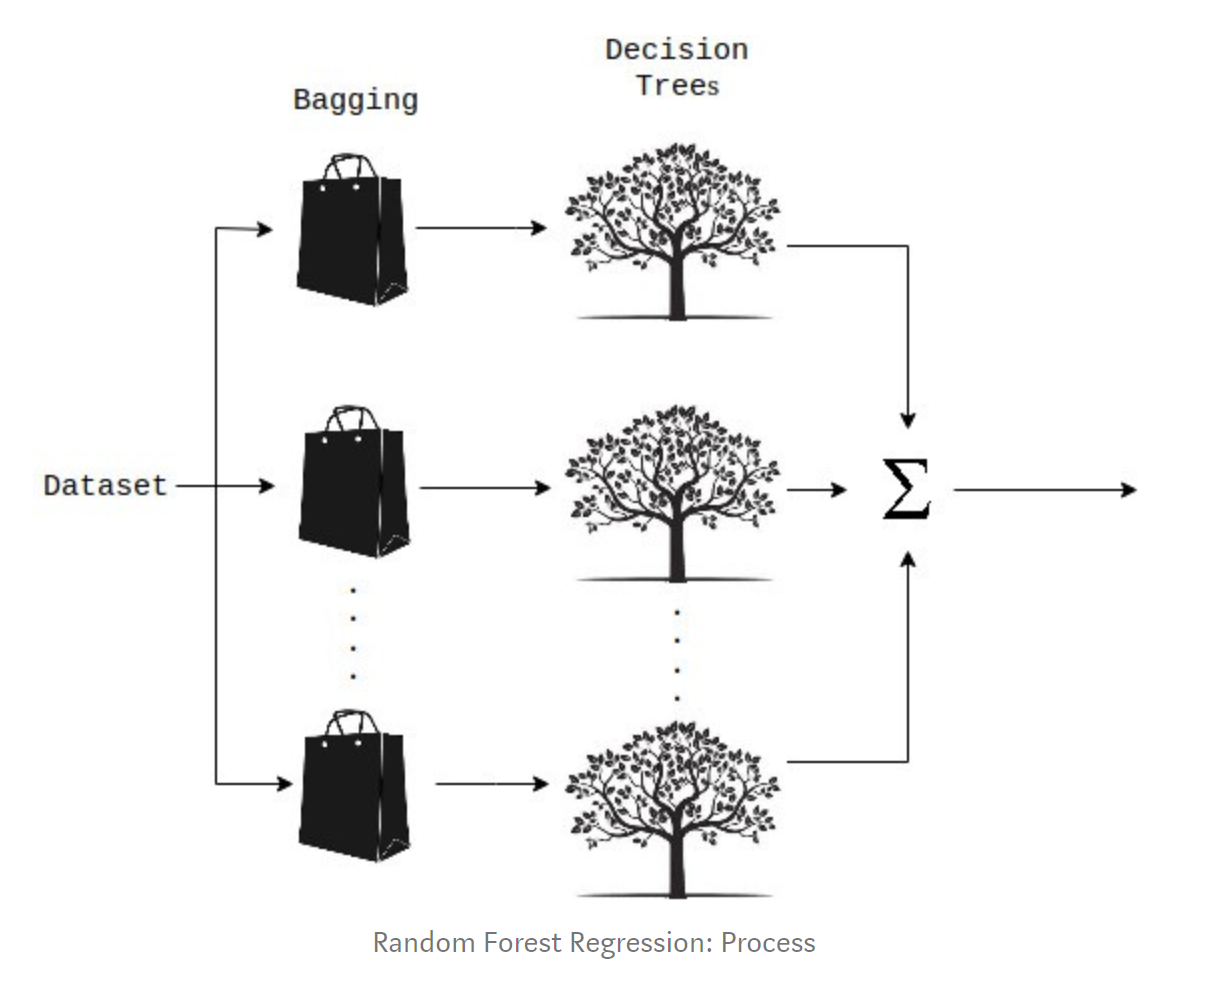 Decision
Trees
Bagging
Dataset
Σ
Random Forest Regression: Process